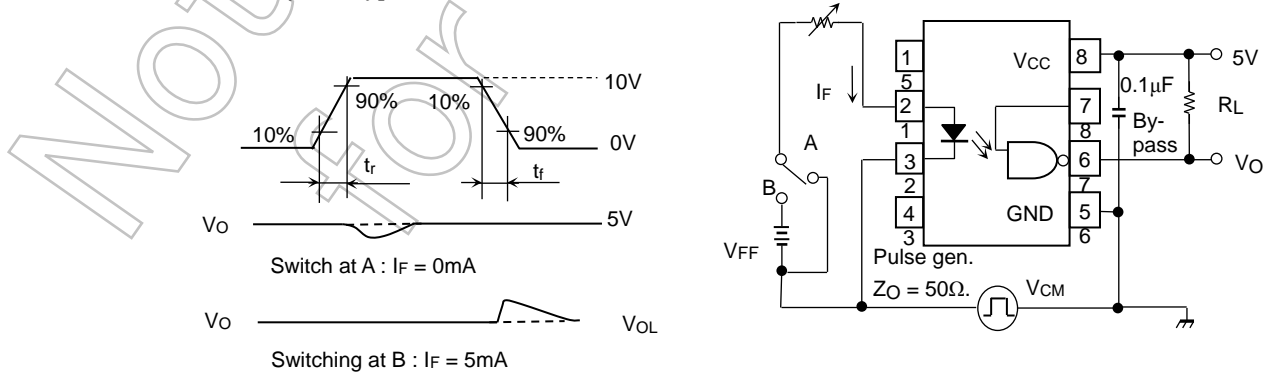 Not
for
10V
90%
10%
10%
90%
0V
tr
tf
VO
5V
Switch at A : IF = 0mA
VO
VOL
Switching at B : IF = 5mA
1
5
2
1
3
2
4
3
VCC
8
7
8
6
7
GND
5
6
5V
0.1μF
By-
pass
RL
VO
IF
A
B
VFF
Pulse gen.
ZO = 50Ω.
VCM